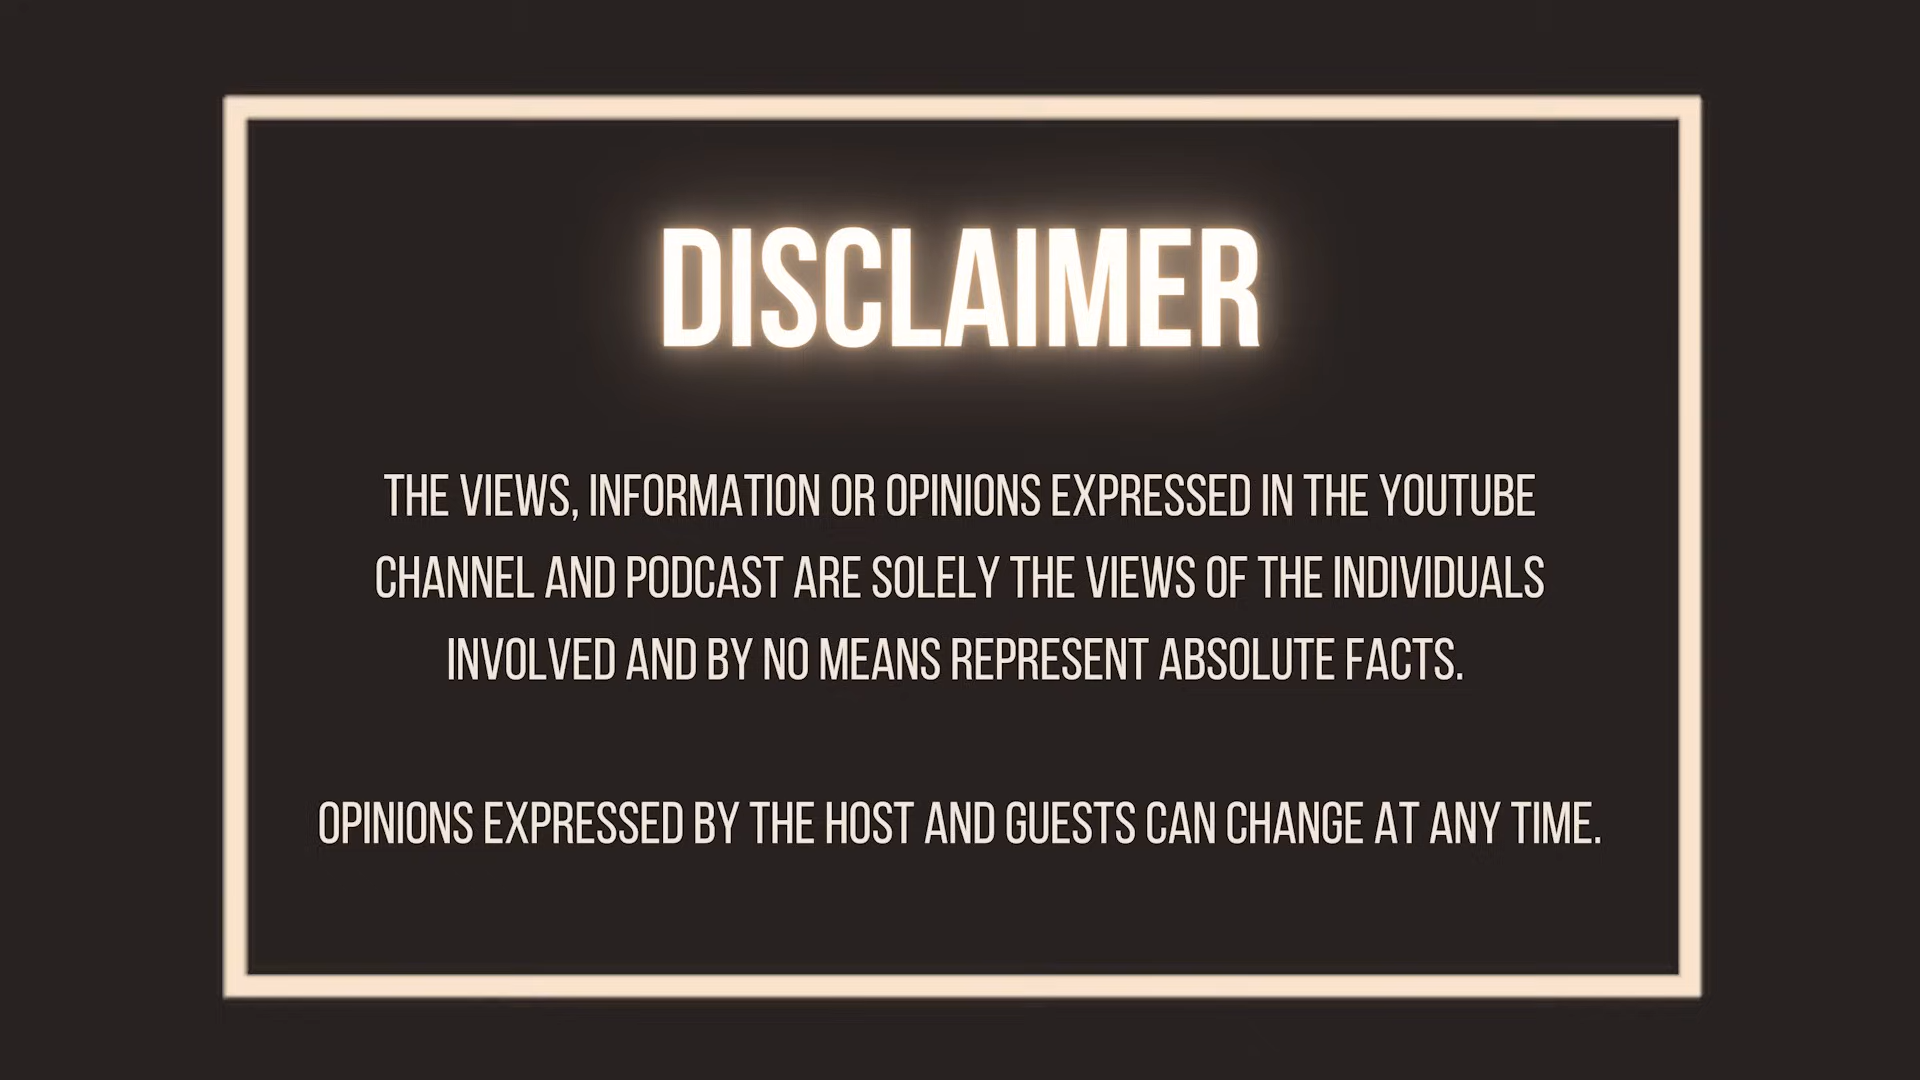 DISCLAIMER
THE VIEWS, INFORMATION OR OPINIONS EXPRESSED IN THE YOUTUBE
CHANNEL AND PODCAST ARE SOLELY THE VIEWS OF THE INDIVIDUALS
INVOLVED AND BY NO MEANS REPRESENT ABSOLUTE FACTS.
OPINIONS EXPRESSED BY THE HOST AND GUESTS CAN CHANGE AT ANY TIME.